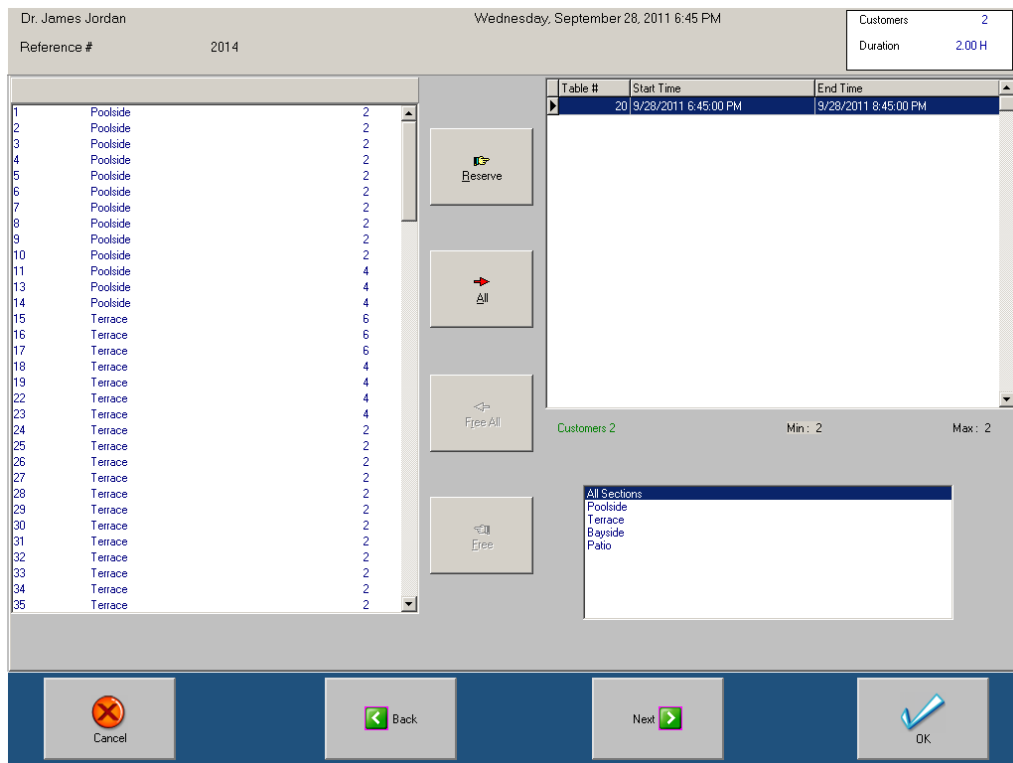 Dr. James Jordan
Wednesday, September 28, 2011 6:45 PM
Customers 2
Reference # 2014
Duration 2.00 H
1 Poolside 2
2 Poolside 2
3 Poolside 2
4 Poolside 2
5 Poolside 2
6 Poolside 2
7 Poolside 2
8 Poolside 2
9 Poolside 2
10 Poolside 2
11 Poolside 4
13 Poolside 4
14 Poolside 4
15 Terrace 6
16 Terrace 6
17 Terrace 6
18 Terrace 4
19 Terrace 4
22 Terrace 4
23 Terrace 4
24 Terrace 2
25 Terrace 2
26 Terrace 2
27 Terrace 2
28 Terrace 2
29 Terrace 2
30 Terrace 2
31 Terrace 2
32 Terrace 2
33 Terrace 2
34 Terrace 2
35 Terrace 2
Reserve
All
Free All
Free
Table # Start Time End Time
20 9/28/2011 6:45:00 PM 9/28/2011 8:45:00 PM
Customers 2 Min : 2 Max : 2
All Sections
Poolside
Terrace
Bayside
Patio
Cancel
Back
Next
OK